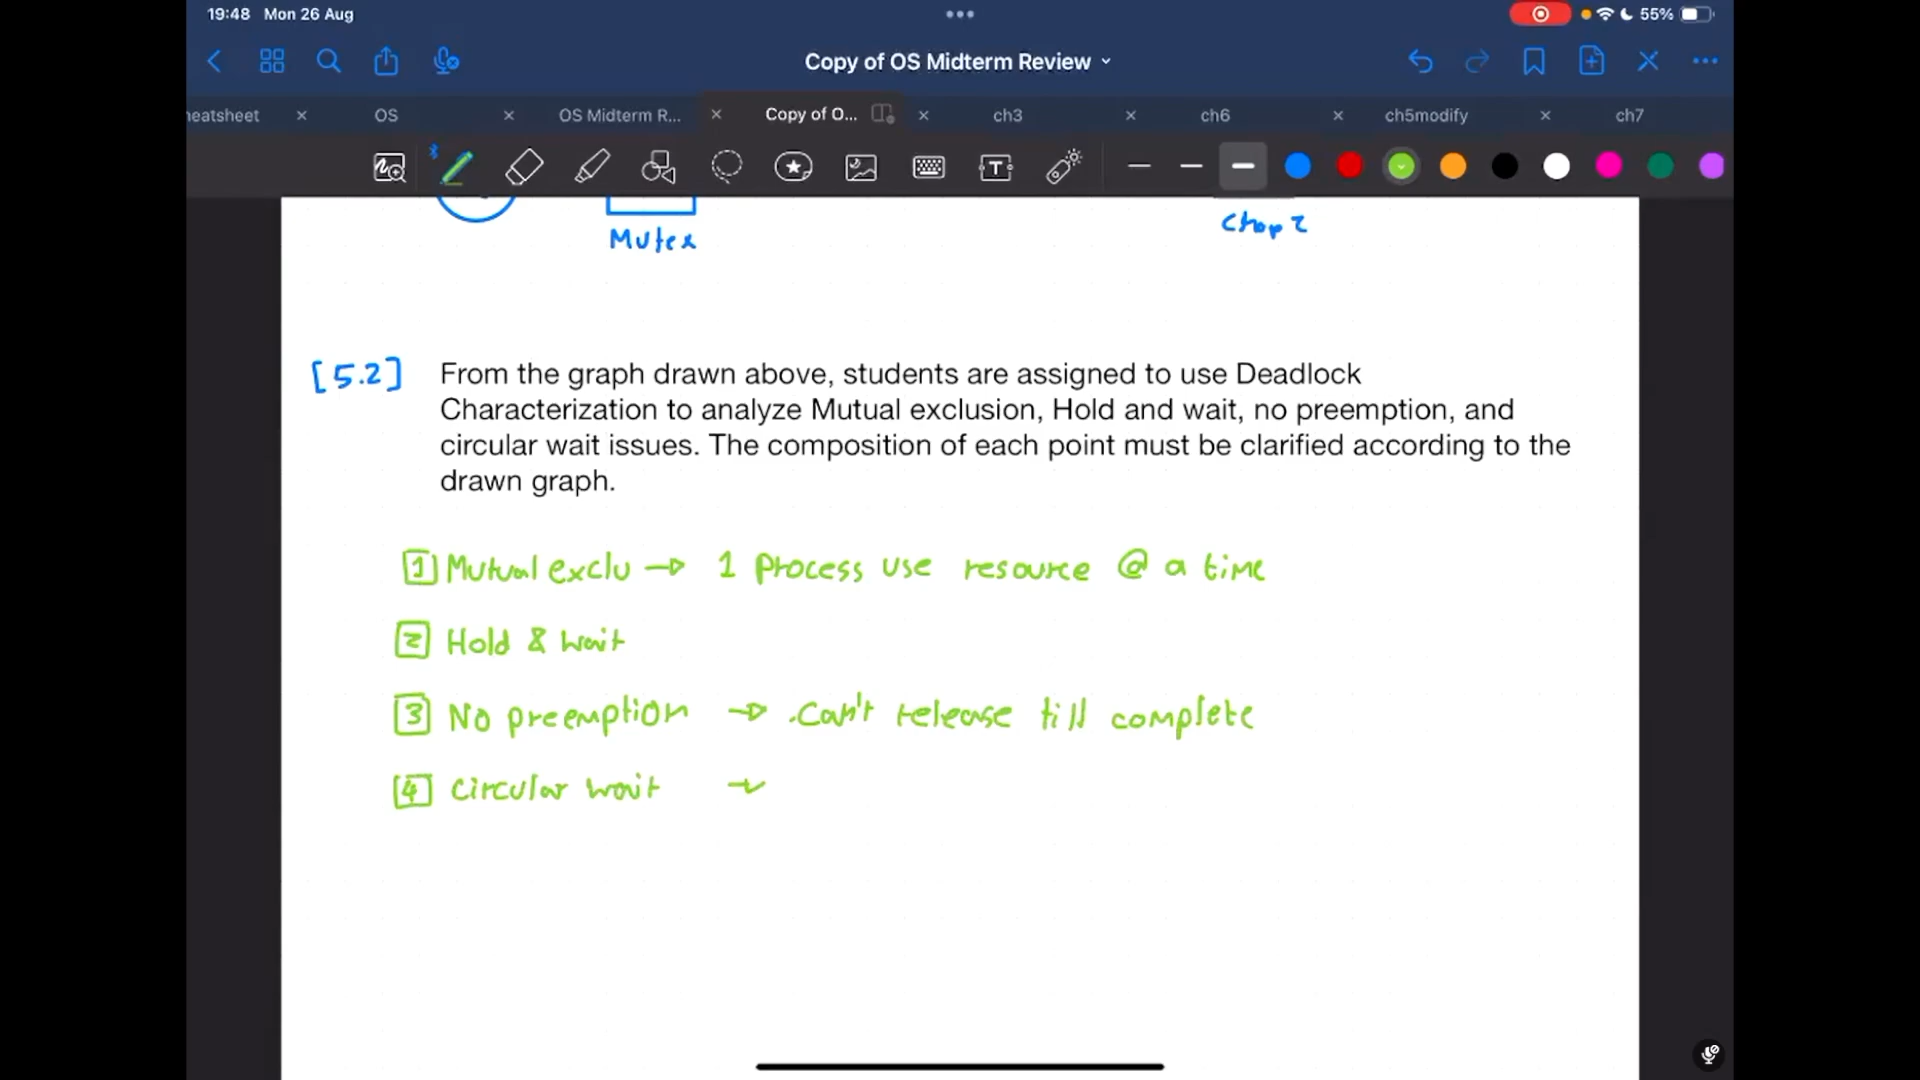 19:48 Mon 26 Aug
55%
Copy of OS Midterm Review
heatsheet
OS
OS Midterm R...
Copy of O...
ch3
ch6
ch5modify
ch7
Mutex
Chop 2
[5.2] From the graph drawn above, students are assigned to use Deadlock
Characterization to analyze Mutual exclusion, Hold and wait, no preemption, and
circular wait issues. The composition of each point must be clarified according to the
drawn graph.
1 Mutual exclu → 1 process use resource @ a time
2 Hold & wait
3 No preemption → .Can't release till complete
4 Circular wait →